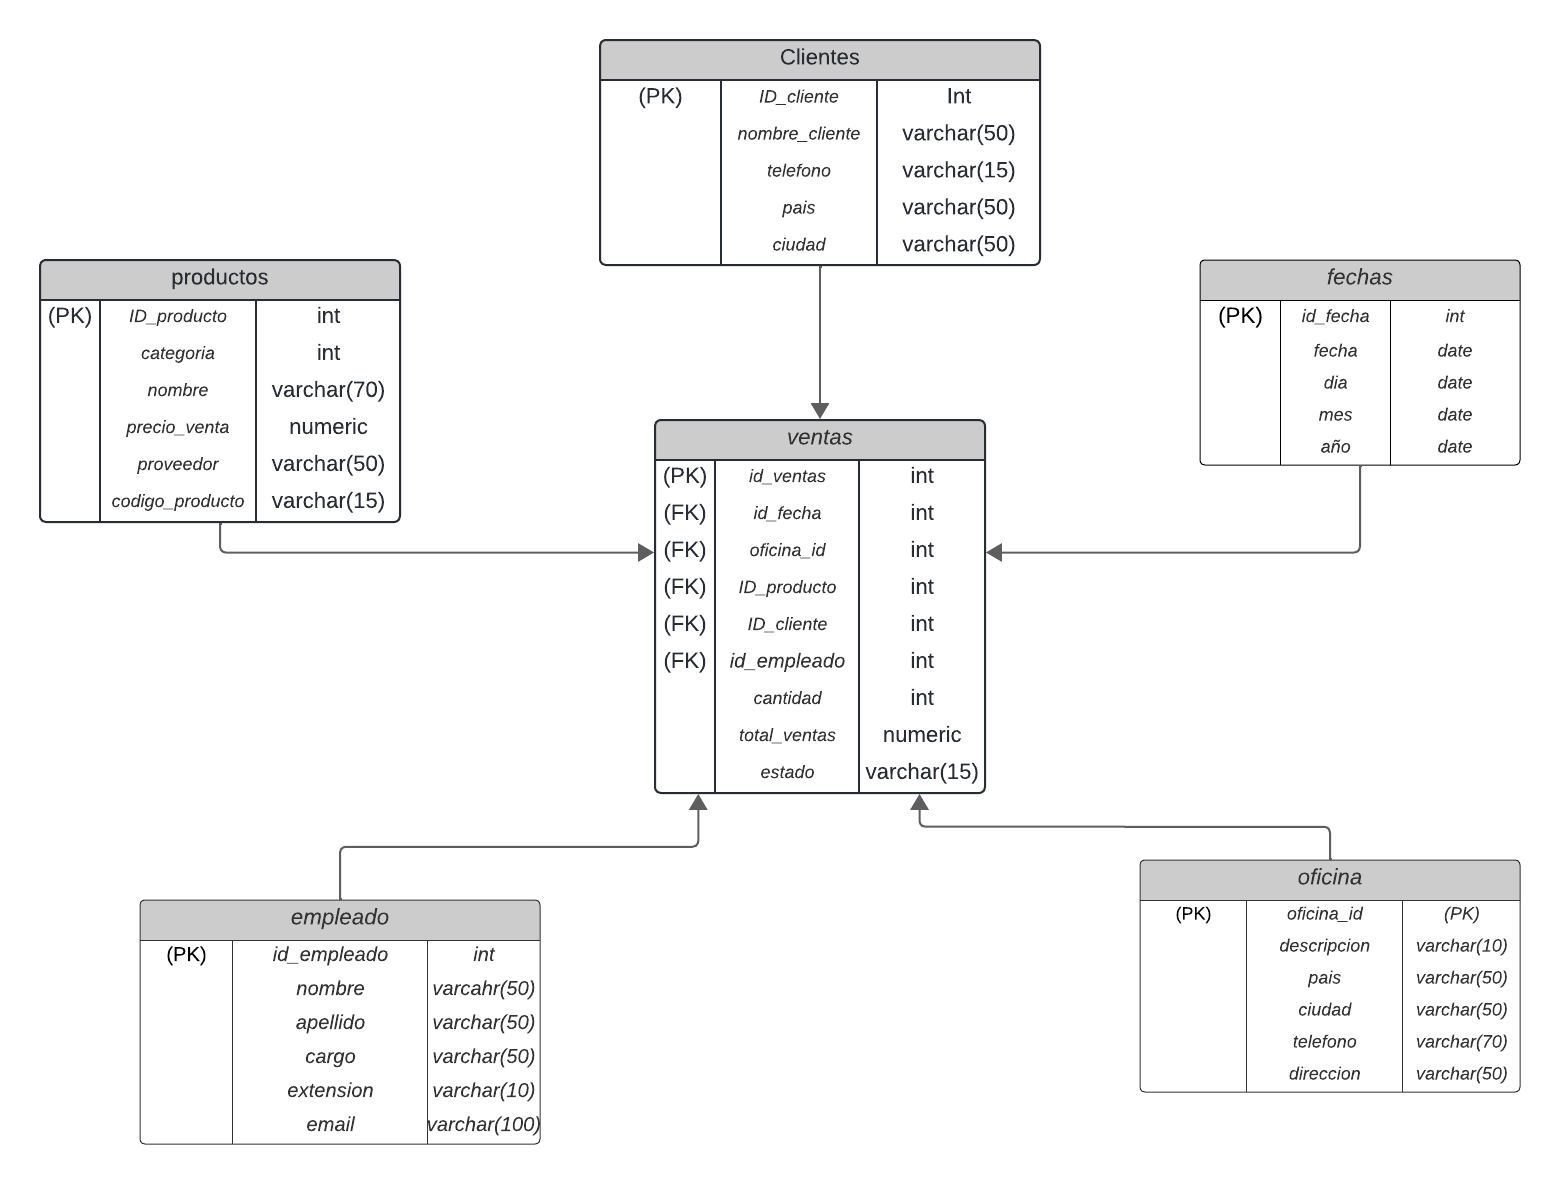 Clientes
(PK) ID_cliente Int
nombre_cliente varchar(50)
telefono varchar(15)
pais varchar(50)
ciudad varchar(50)
productos
(PK) ID_producto int
categoria int
nombre varchar(70)
precio_venta numeric
proveedor varchar(50)
codigo_producto varchar(15)
fechas
(PK) id_fecha int
fecha date
dia date
mes date
año date
ventas
(PK) id_ventas int
(FK) id_fecha int
(FK) oficina_id int
(FK) ID_producto int
(FK) ID_cliente int
(FK) id_empleado int
cantidad int
total_ventas numeric
estado varchar(15)
empleado
(PK) id_empleado int
nombre varcahr(50)
apellido varchar(50)
cargo varchar(50)
extension varchar(10)
email varchar(100)
oficina
(PK) oficina_id (PK)
descripcion varchar(10)
pais varchar(50)
ciudad varchar(50)
telefono varchar(70)
direccion varchar(50)